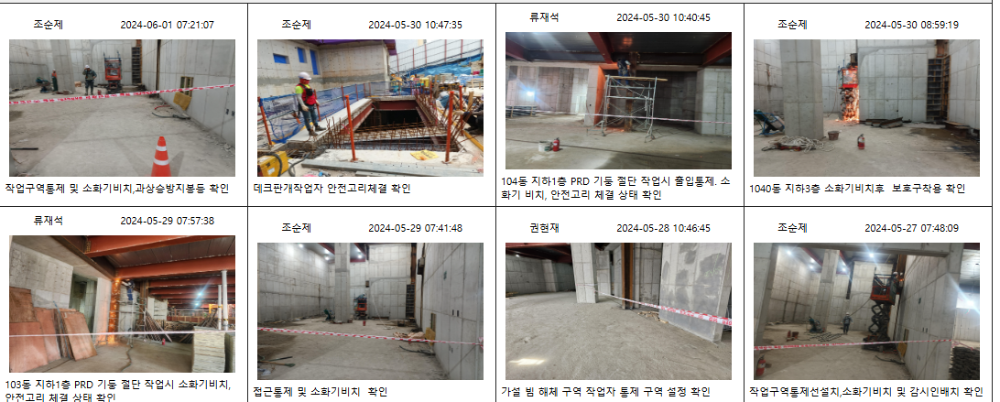 조순제 2024-06-01 07:21:07
작업구역통제 및 소화기비치,과상승방지봉등 확인
조순제 2024-05-30 10:47:35
데크판개작업자 안전고리체결 확인
류재석 2024-05-30 10:40:45
104동 지하1층 PRD 기둥 절단 작업시 출입통제. 소
화기 비치, 안전고리 체결 상태 확인
조순제 2024-05-30 08:59:19
1040동 지하3층 소화기비치후 보호구착용 확인
류재석 2024-05-29 07:57:38
103동 지하1층 PRD 기둥 절단 작업시 소화기비치,
안전고리 체결 상태 확인
조순제 2024-05-29 07:41:48
접근통제 및 소화기비치 확인
권현재 2024-05-28 10:46:45
가설 빔 해체 구역 작업자 통제 구역 설정 확인
조순제 2024-05-27 07:48:09
작업구역통제선설치,소화기비치 및 감시인배치 확인